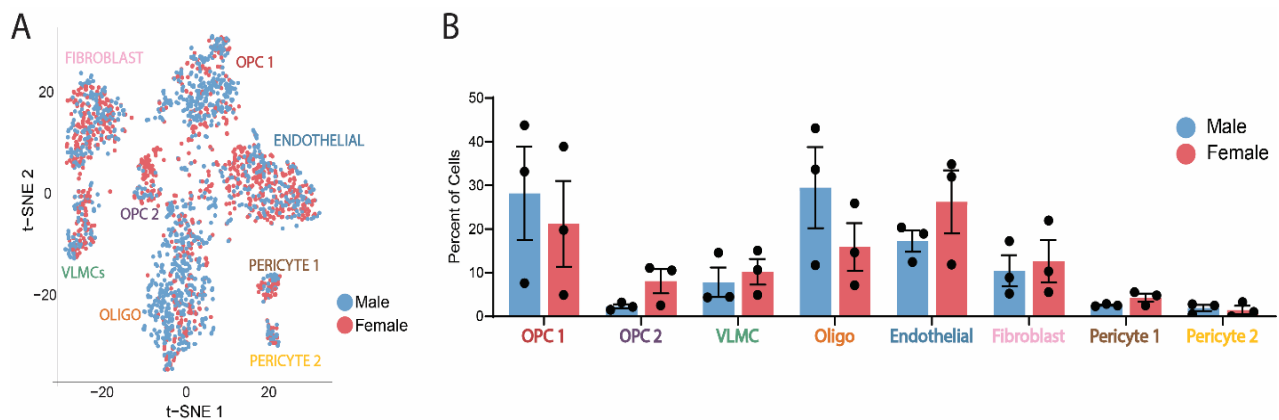 A
FIBROBLAST
OPC 1
ENDOTHELIAL
OPC 2
VLMCs
PERICYTE 1
OLIGO
PERICYTE 2
Male
Female
t-SNE 2
20
0
−20
−20
0
20
t-SNE 1
B
Percent of Cells
50
40
30
20
10
0
Male
Female
OPC 1
OPC 2
VLMC
Oligo
Endothelial
Fibroblast
Pericyte 1
Pericyte 2